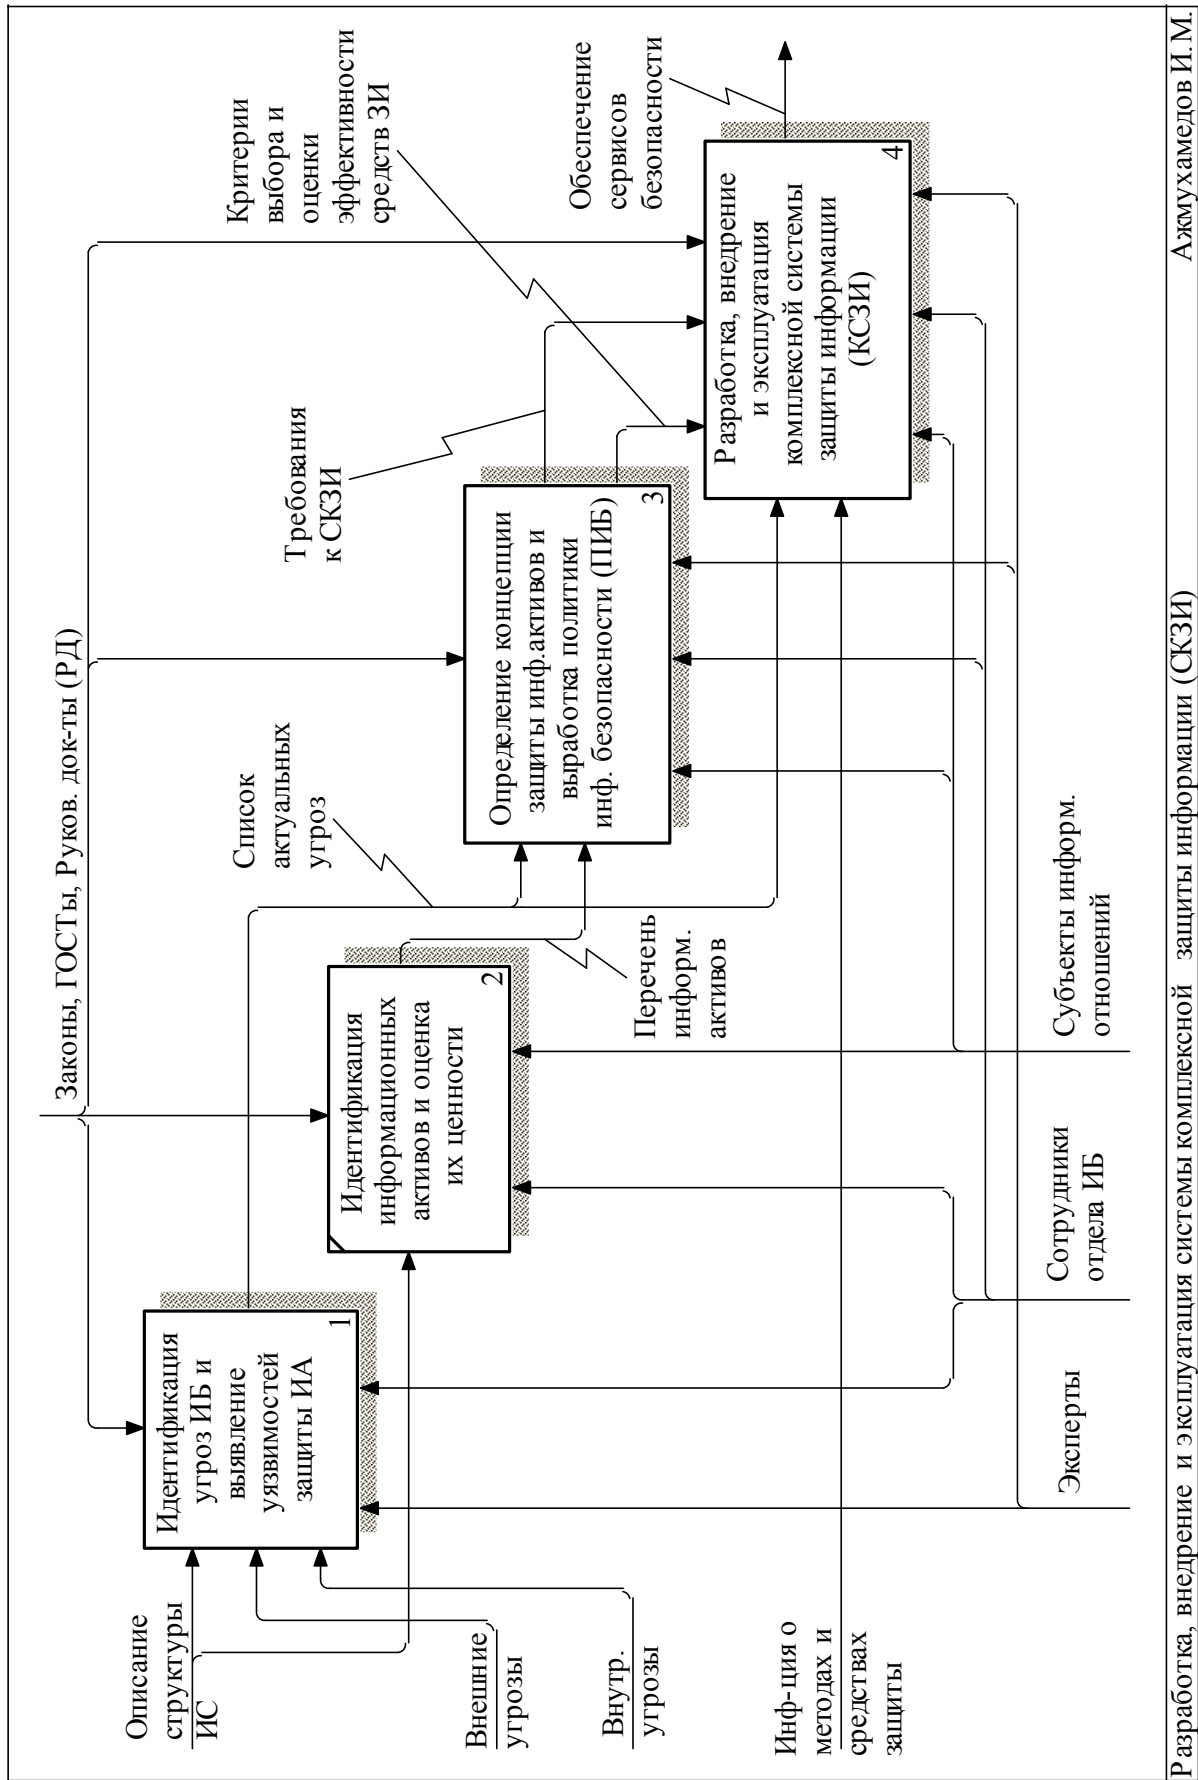 Законы, ГОСТы, Руков. док-ты (РД)
Описание
структуры
ИС
Внешние
угрозы
Внутр.
угрозы
Инф-ция о
методах и
средствах
защиты
Идентификация
угроз ИБ и
выявление
уязвимостей
защиты ИА
1
Идентификация
информационных
активов и оценка
их ценности
2
Список
актуальных
угроз
Перечень
информ.
активов
Определение концепции
защиты инф.активов и
выработка политики
инф. безопасности (ПИБ)
3
Требования
к СКЗИ
Критерии
выбора и
оценки
эффективности
средств ЗИ
Разработка, внедрение
и эксплуатация
комплексной системы
защиты информации
(КСЗИ)
4
Обеспечение
сервисов
безопасности
Эксперты
Сотрудники
отдела ИБ
Субъекты информ.
отношений
Разработка, внедрение и эксплуатация системы комплексной защиты информации (СКЗИ)
Ажмухамедов И.М.